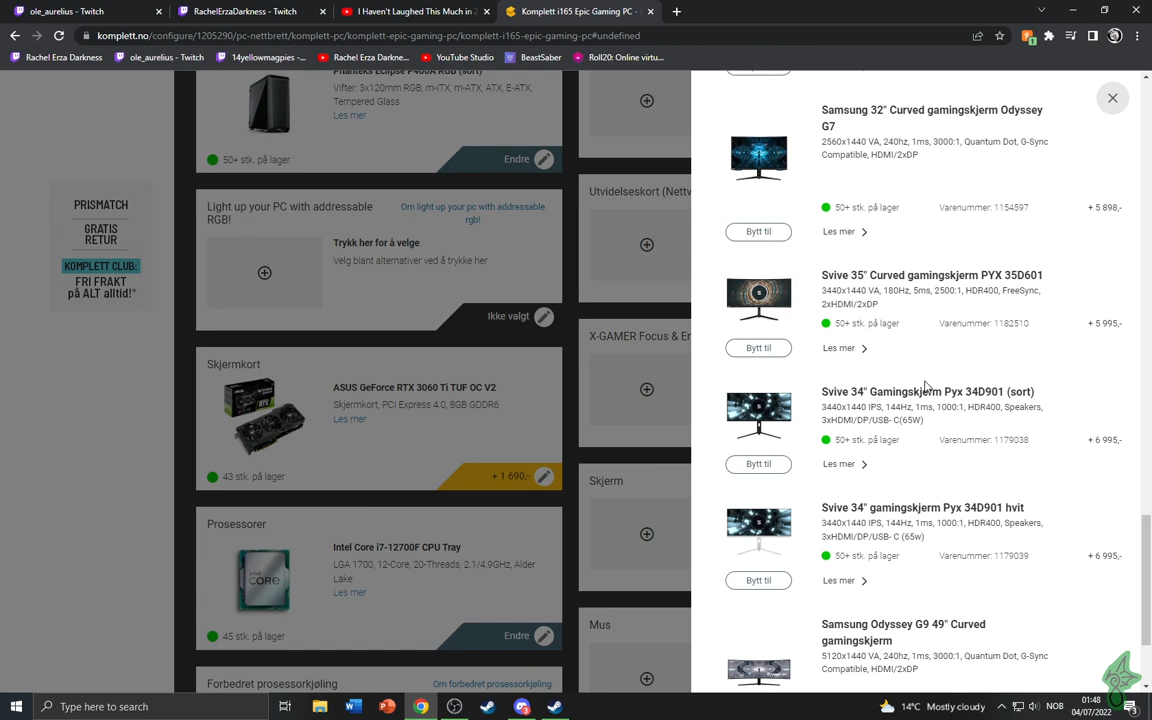 ole_aurelius - Twitch
RachelErzaDarkness - Twitch
I Haven't Laughed This Much in 2
Komplett i165 Epic Gaming PC -
komplett.no/configure/1205290/pc-nettbrett/komplett-pc/komplett-epic-gaming-pc/komplett-i165-epic-gaming-pc#undefined
Rachel Erza Darkness
ole_aurelius - Twitch
14yellowmagpies -...
Rachel Erza Darkne...
YouTube Studio
BeastSaber
Roll20: Online virtu...
PRISMATCH
GRATIS
RETUR
KOMPLETT CLUB:
FRI FRAKT
på ALT alltid!*
Phanteks Eclipse P400A RGB (sort)
Vifter: 3x120mm RGB, m-ITX, m-ATX, ATX, E-ATX,
Tempered Glass
Les mer
50+ stk. på lager
Endre
Light up your PC with addressable
RGB!
Om light up your pc with addressable
rgb!
Trykk her for å velge
Velg blant alternativer ved å trykke her
Ikke valgt
Skjermkort
ASUS GeForce RTX 3060 Ti TUF OC V2
Skjermkort, PCI Express 4.0, 8GB GDDR6
Les mer
43 stk. på lager
+ 1 690,-
Prosessorer
Intel Core i7-12700F CPU Tray
LGA 1700, 12-Core, 20-Threads, 2.1/4.9GHz, Alder
Lake
Les mer
CORE
45 stk. på lager
Endre
Forbedret prosessorkjøling
Om forbedret prosessorkjøling
Utvidelseskort (Nettv
X-GAMER Focus & En
Skjerm
Mus
Samsung 32" Curved gamingskjerm Odyssey
G7
2560x1440 VA, 240hz, 1ms, 3000:1, Quantum Dot, G-Sync
Compatible, HDMI/2xDP
50+ stk. på lager
Varenummer: 1154597
+ 5 898,-
Bytt til
Les mer
Svive 35" Curved gamingskjerm PYX 35D601
3440x1440 VA, 180Hz, 5ms, 2500:1, HDR400, FreeSync,
2xHDMI/2xDP
50+ stk. på lager
Varenummer: 1182510
+ 5 995,-
Bytt til
Les mer
Svive 34" Gamingskjerm Pyx 34D901 (sort)
3440x1440 IPS, 144Hz, 1ms, 1000:1, HDR400, Speakers,
3xHDMI/DP/USB- C(65W)
50+ stk. på lager
Varenummer: 1179038
+ 6 995,-
Bytt til
Les mer
Svive 34" gamingskjerm Pyx 34D901 hvit
3440x1440 IPS, 144Hz, 1ms, 1000:1, HDR400, Speakers,
3xHDMI/DP/USB- C (65w)
50+ stk. på lager
Varenummer: 1179039
+ 6 995,-
Bytt til
Les mer
Samsung Odyssey G9 49" Curved
gamingskjerm
5120x1440 VA, 240hz, 1ms, 3000:1, Quantum Dot, G-Sync
Compatible, HDMI/2xDP
Type here to search
14°C Mostly cloudy
NOB
01:48
04/07/2022
3